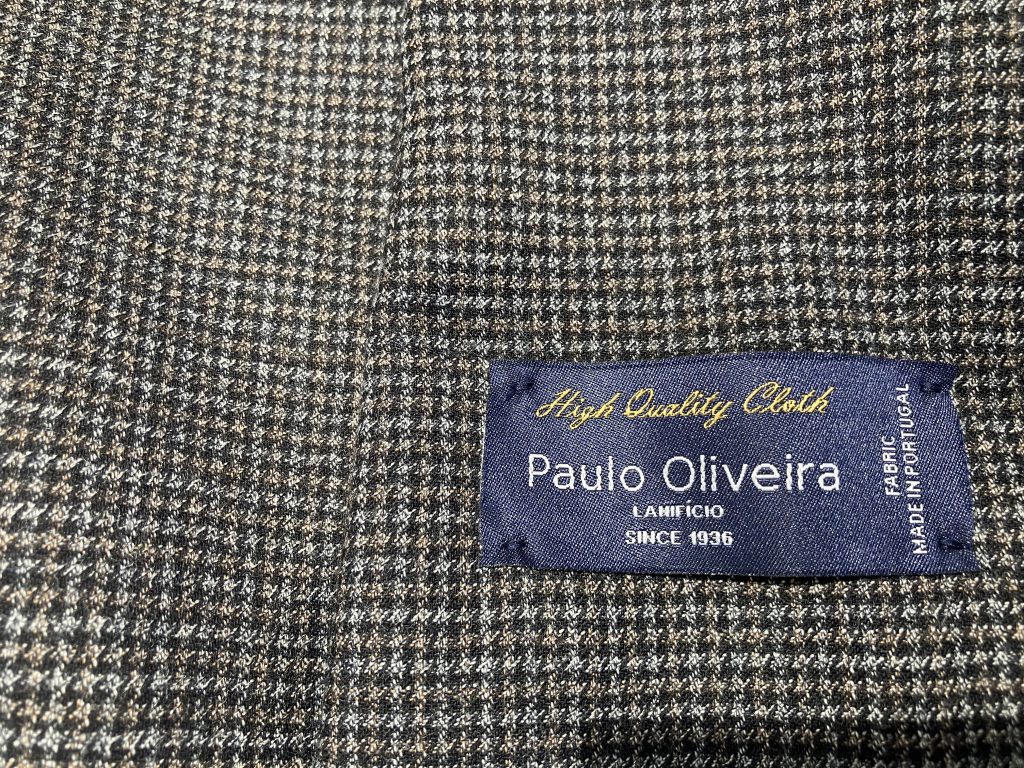 High Quality Cloth
Paulo Oliveira
LANIFÍCIO
SINCE 1936
FABRIC
MADE IN PORTUGAL